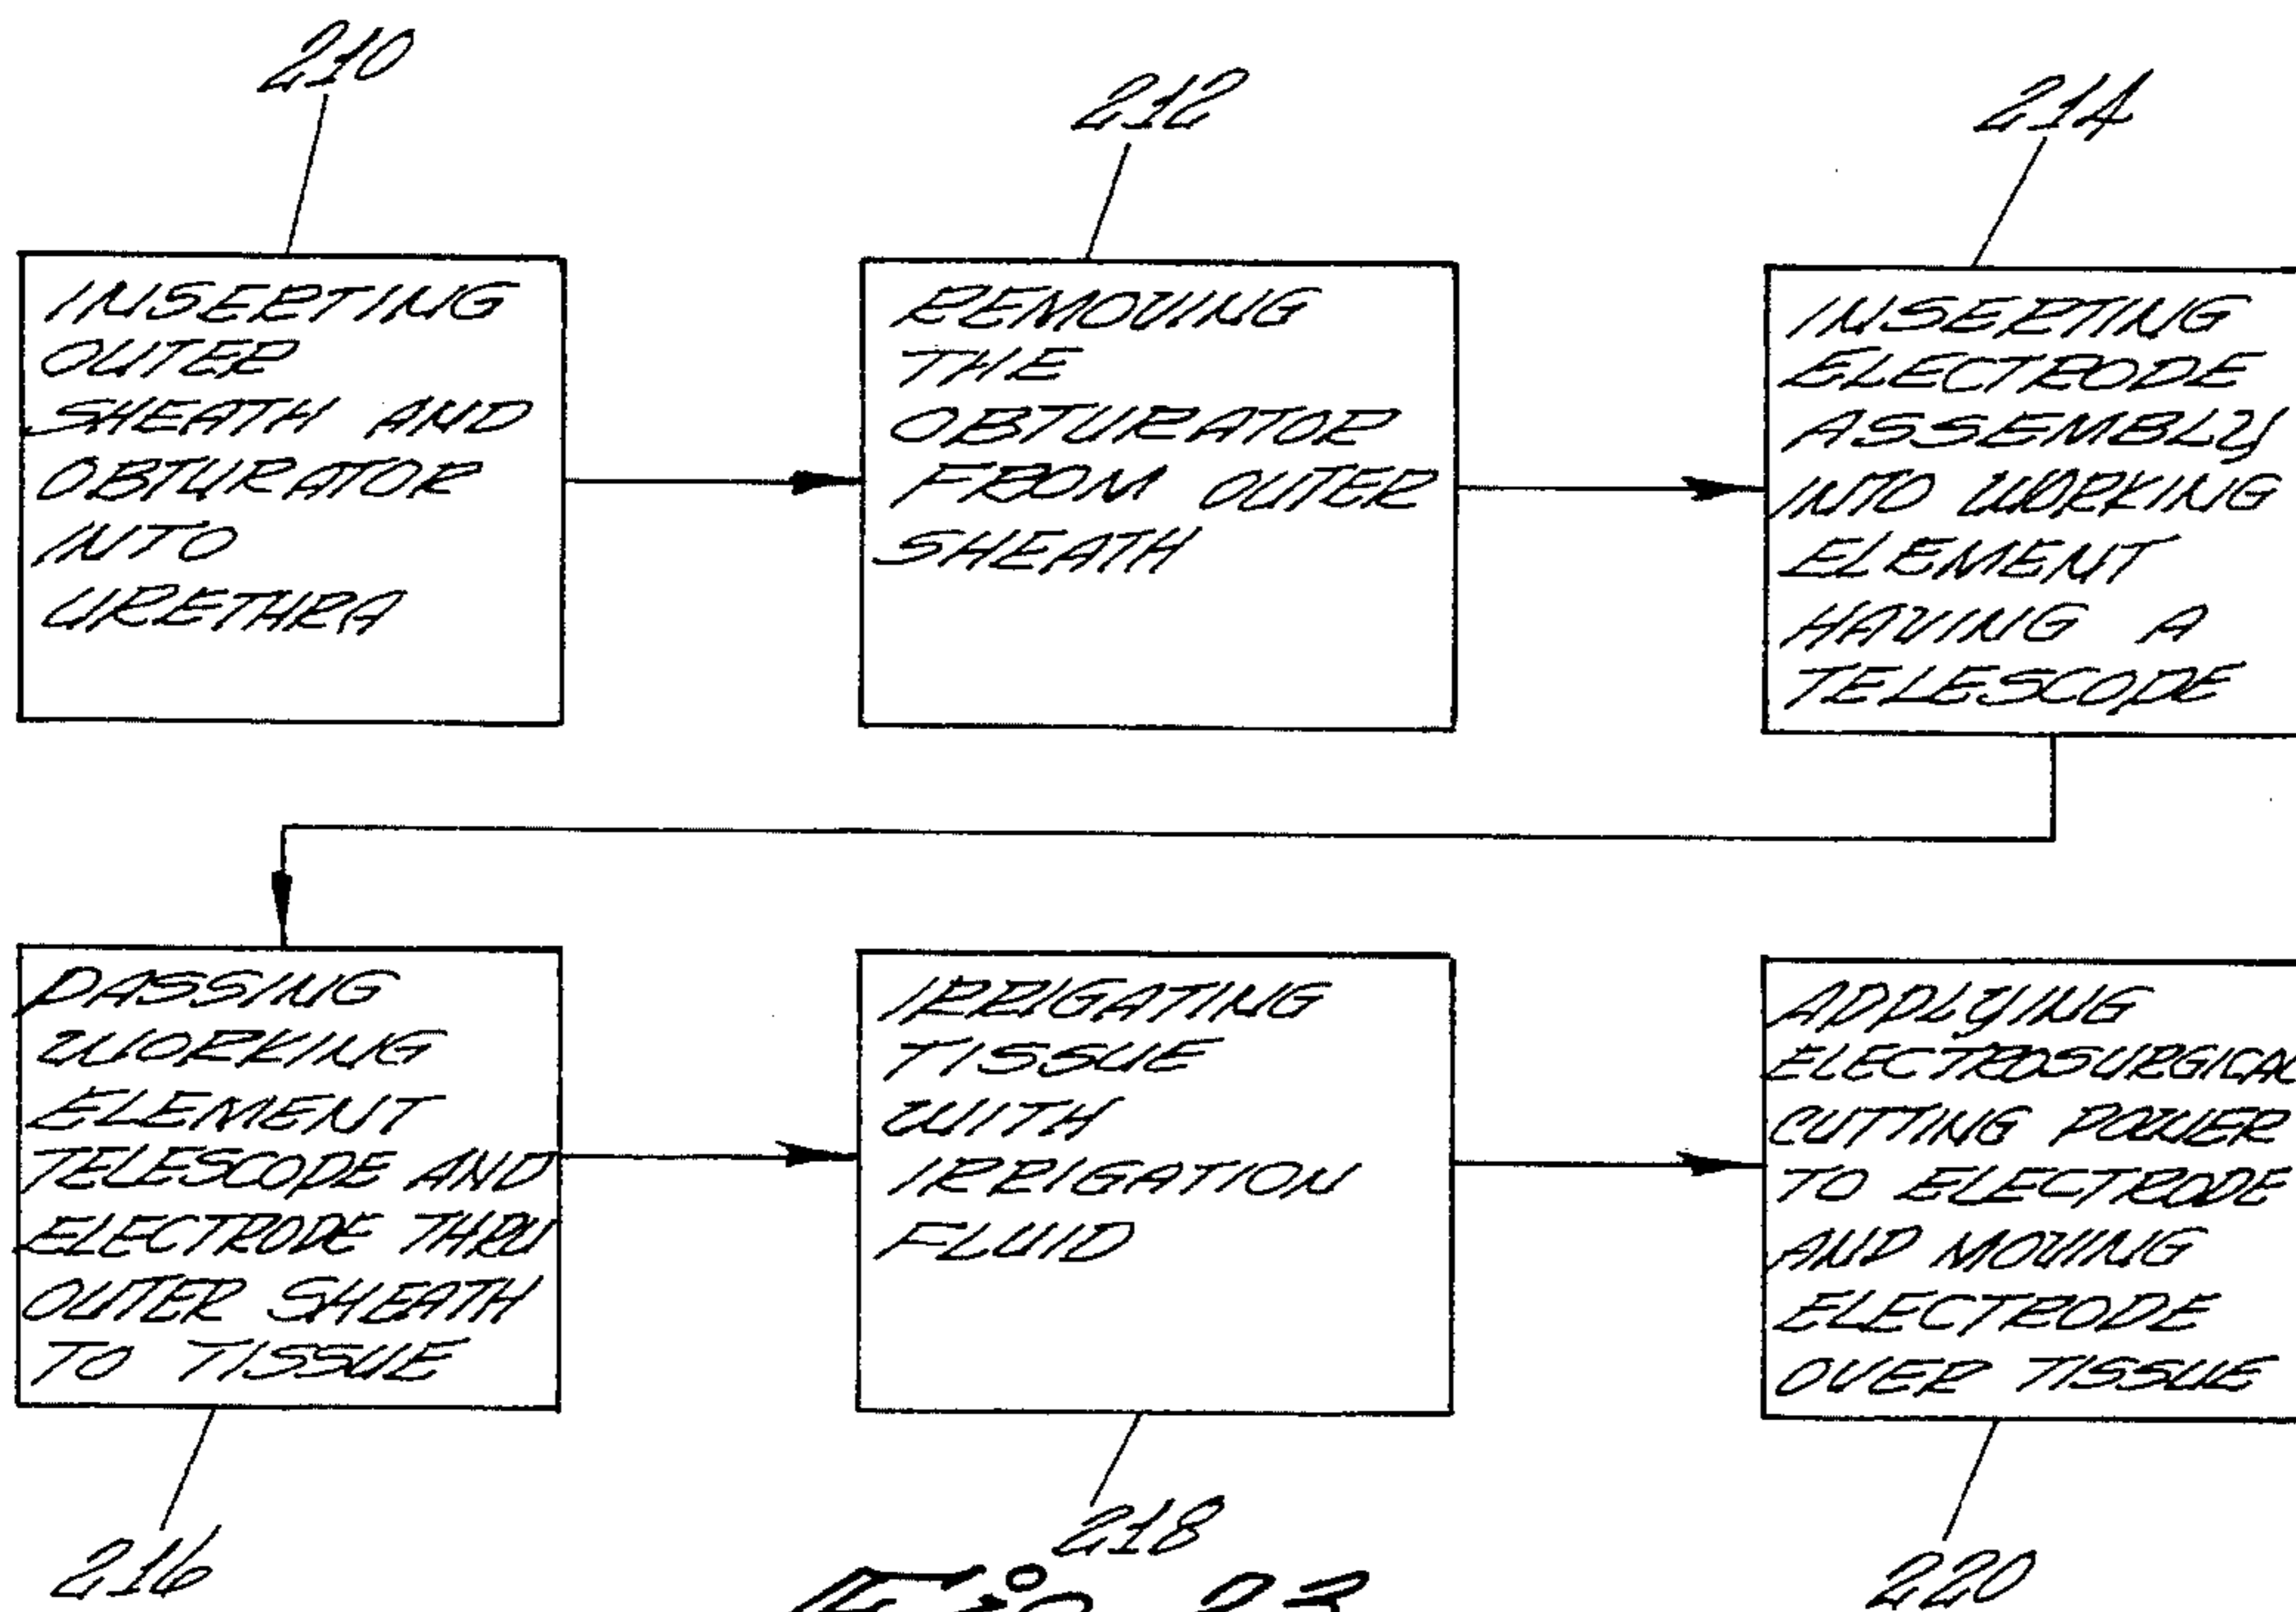 210
212
214
INSERTING
OUTER
SHEATH AND
OBTURATOR
INTO
URETHRA
REMOVING
THE
OBTURATOR
FROM OUTER
SHEATH
INSERTING
ELECTRODE
ASSEMBLY
INTO WORKING
ELEMENT
HAVING A
TELESCOPE
PASSING
WORKING
ELEMENT
TELESCOPE AND
ELECTRODE THRU
OUTER SHEATH
TO TISSUE
IRRIGATING
TISSUE
WITH
IRRIGATION
FLUID
APPLYING
ELECTROSURGICAL
CUTTING POWER
TO ELECTRODE
AND MOVING
ELECTRODE
OVER TISSUE
216
218
220
Fig. 23